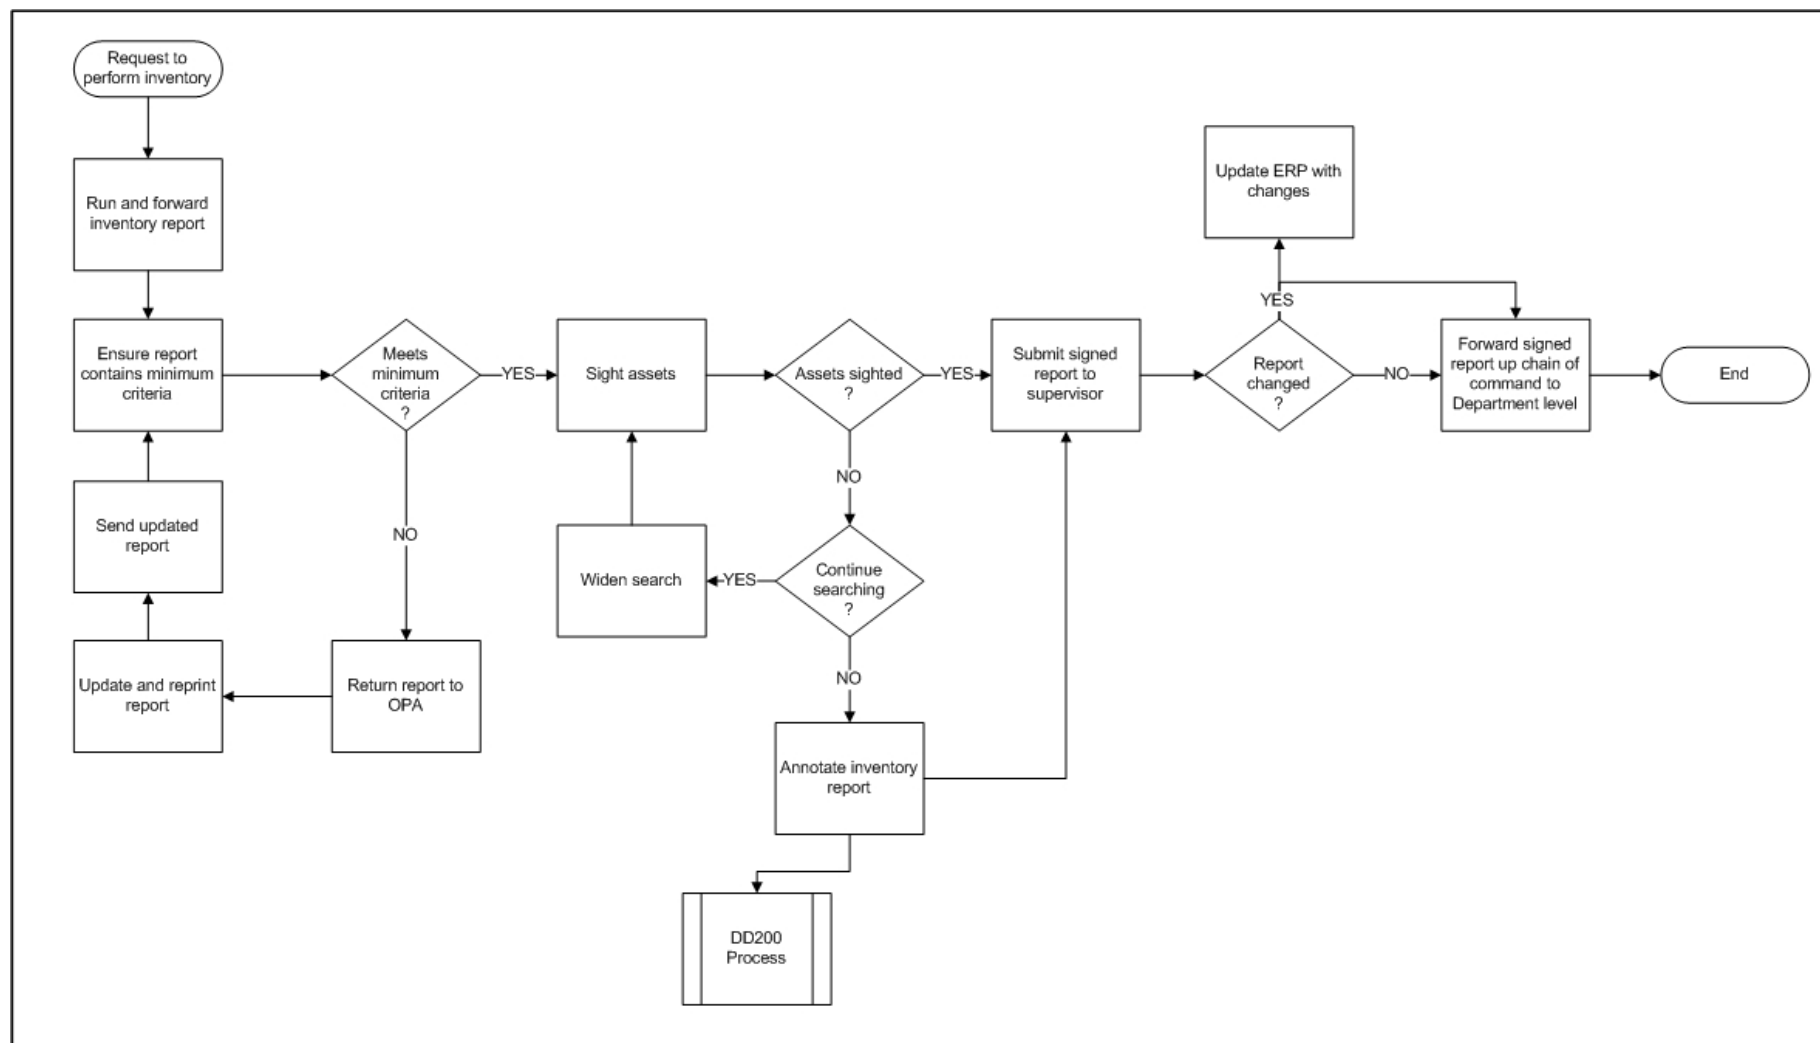 Request to
perform inventory
Run and forward
inventory report
Update ERP with
changes
YES
Ensure report
contains minimum
criteria
Meets
minimum
criteria
?
YES
Sight assets
Assets sighted
?
YES
Submit signed
report to
supervisor
Report
changed
?
NO
Forward signed
report up chain of
command to
Department level
End
NO
Send updated
report
NO
Widen search
YES
Continue
searching
?
NO
Update and reprint
report
Return report to
OPA
Annotate inventory
report
DD200
Process